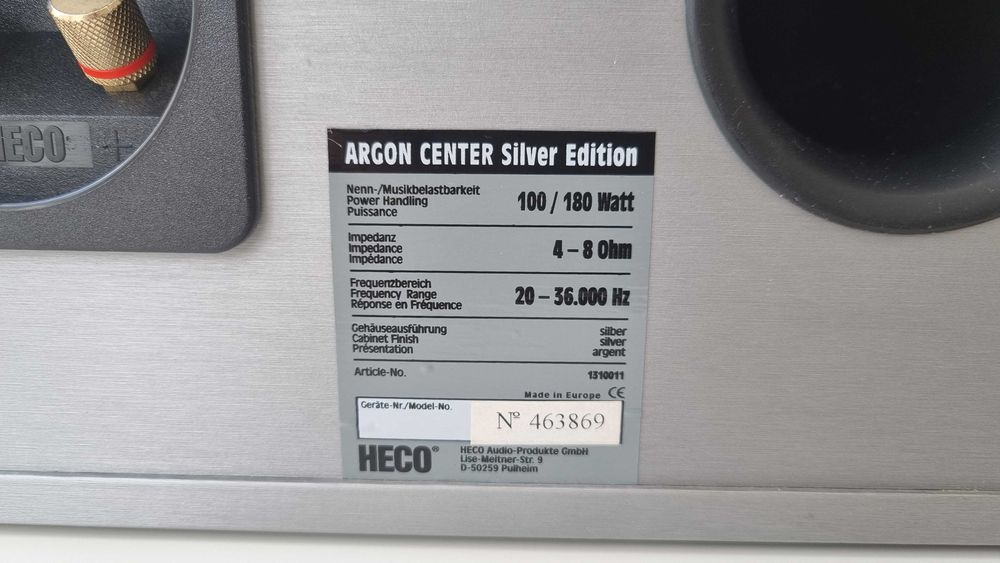 HECO
+
ARGON CENTER Silver Edition
Nenn-/Musikbelastbarkeit
Power Handling
Puissance
100 / 180 Watt
Impedanz
Impedance
Impédance
4 – 8 Ohm
Frequenzbereich
Frequency Range
Réponse en Fréquence
20 – 36.000 Hz
Gehäuseausführung
Cabinet Finish
Présentation
silber
silver
argent
Article-No.
1310011
Made in Europe CE
Geräte-Nr./Model-No.
Nº 463869
HECO®
HECO Audio-Produkte GmbH
Lise-Meitner-Str. 9
D-50259 Pulheim